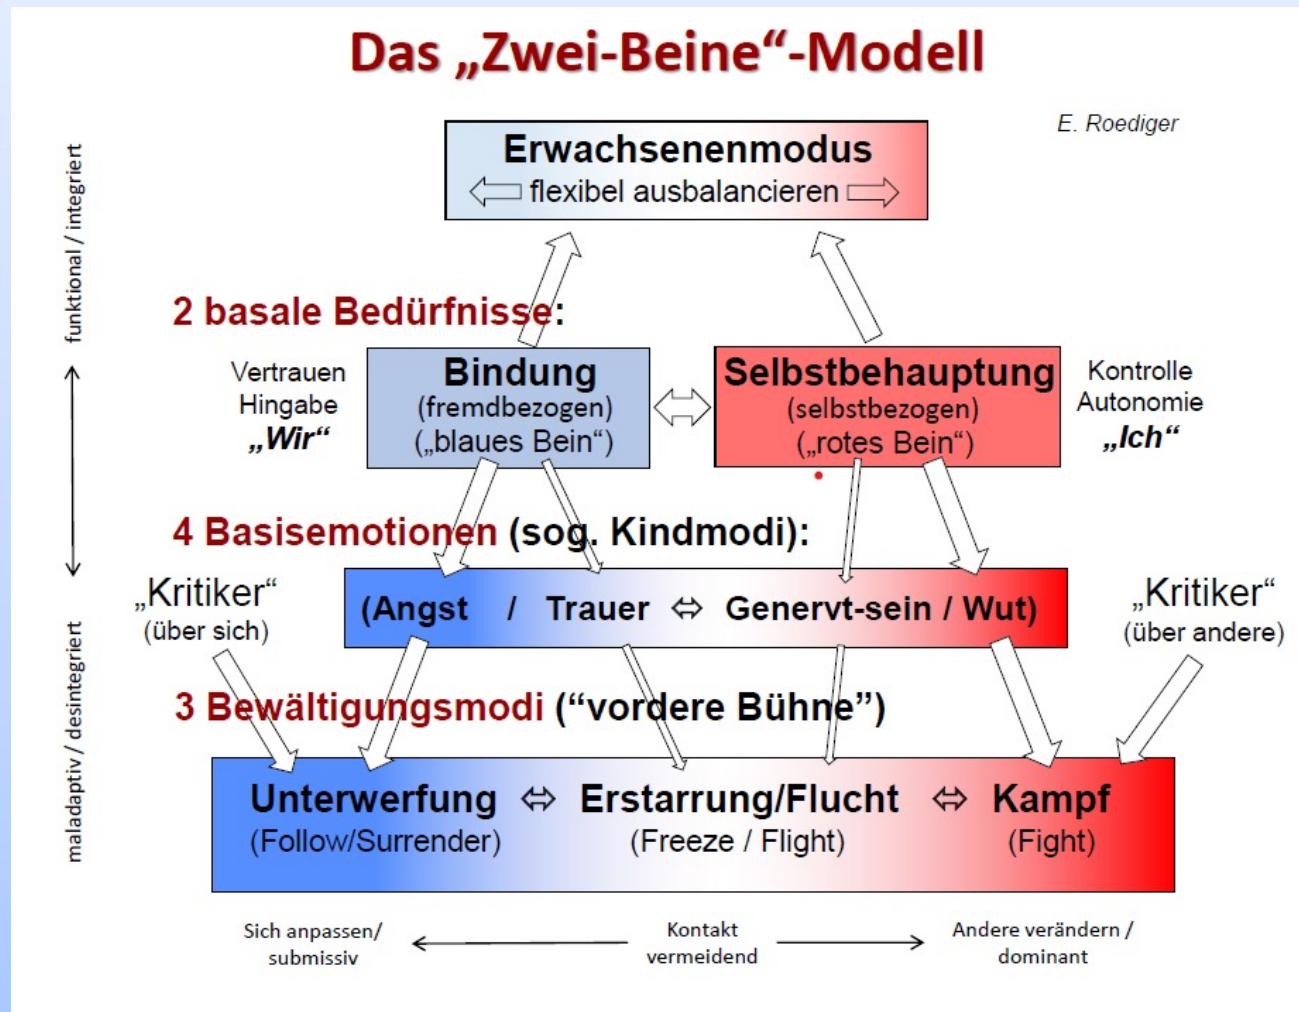 Das „Zwei-Beine“-Modell
E. Roediger
Erwachsenenmodus
flexibel ausbalancieren
funktional / integriert
2 basale Bedürfnisse:
Vertrauen
Hingabe
„Wir“
Bindung
(fremdbezogen)
(„blaues Bein“)
Selbstbehauptung
(selbstbezogen)
(„rotes Bein“)
Kontrolle
Autonomie
„Ich“
4 Basisemotionen (sog. Kindmodi):
„Kritiker“
(über sich)
(Angst / Trauer ⇔ Genervt-sein / Wut)
„Kritiker“
(über andere)
maladaptiv / desintegriert
3 Bewältigungsmodi (“vordere Bühne”)
Unterwerfung ⇔ Erstarrung/Flucht ⇔ Kampf
(Follow/Surrender) (Freeze / Flight) (Fight)
Sich anpassen/
submissiv
Kontakt
vermeidend
Andere verändern /
dominant